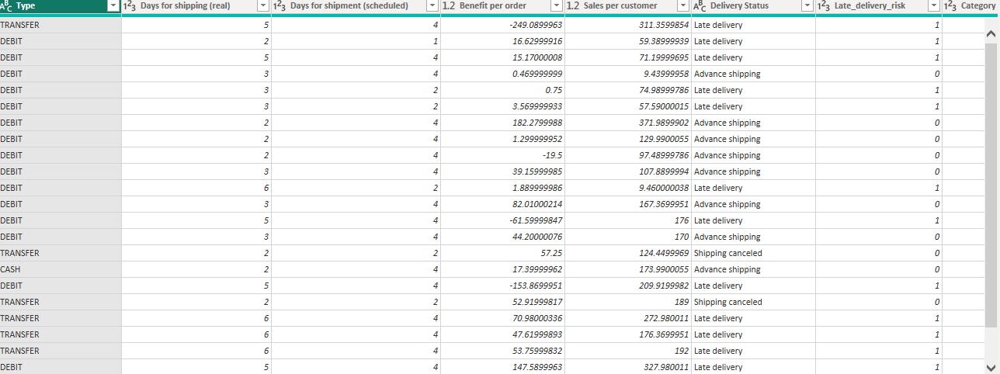 ABC Type 123 Days for shipping (real) 123 Days for shipment (scheduled) 1.2 Benefit per order 1.2 Sales per customer ABC Delivery Status 123 Late_delivery_risk 123 Category
TRANSFER 5 4 -249.0899963 311.3599854 Late delivery 1
DEBIT 2 1 16.62999916 59.38999939 Late delivery 1
DEBIT 5 4 15.17000008 71.19999695 Late delivery 1
DEBIT 3 4 0.469999999 9.43999958 Advance shipping 0
DEBIT 3 2 0.75 74.98999786 Late delivery 1
DEBIT 3 2 3.569999933 57.59000015 Late delivery 1
DEBIT 2 4 182.2799988 371.9899902 Advance shipping 0
DEBIT 2 4 1.299999952 129.9900055 Advance shipping 0
DEBIT 2 4 -19.5 97.48999786 Advance shipping 0
DEBIT 3 4 39.15999985 107.8899994 Advance shipping 0
DEBIT 6 2 1.889999986 9.460000038 Late delivery 1
DEBIT 3 4 82.01000214 167.3699951 Advance shipping 0
DEBIT 5 4 -61.59999847 176 Late delivery 1
DEBIT 3 4 44.20000076 170 Advance shipping 0
TRANSFER 2 2 57.25 124.4499969 Shipping canceled 0
CASH 2 4 17.39999962 173.9900055 Advance shipping 0
DEBIT 5 4 -153.8699951 209.9199982 Late delivery 1
TRANSFER 2 2 52.91999817 189 Shipping canceled 0
TRANSFER 6 4 70.98000336 272.980011 Late delivery 1
TRANSFER 6 4 47.61999893 176.3699951 Late delivery 1
TRANSFER 6 4 53.75999832 192 Late delivery 1
DEBIT 5 4 147.5899963 327.980011 Late delivery 1